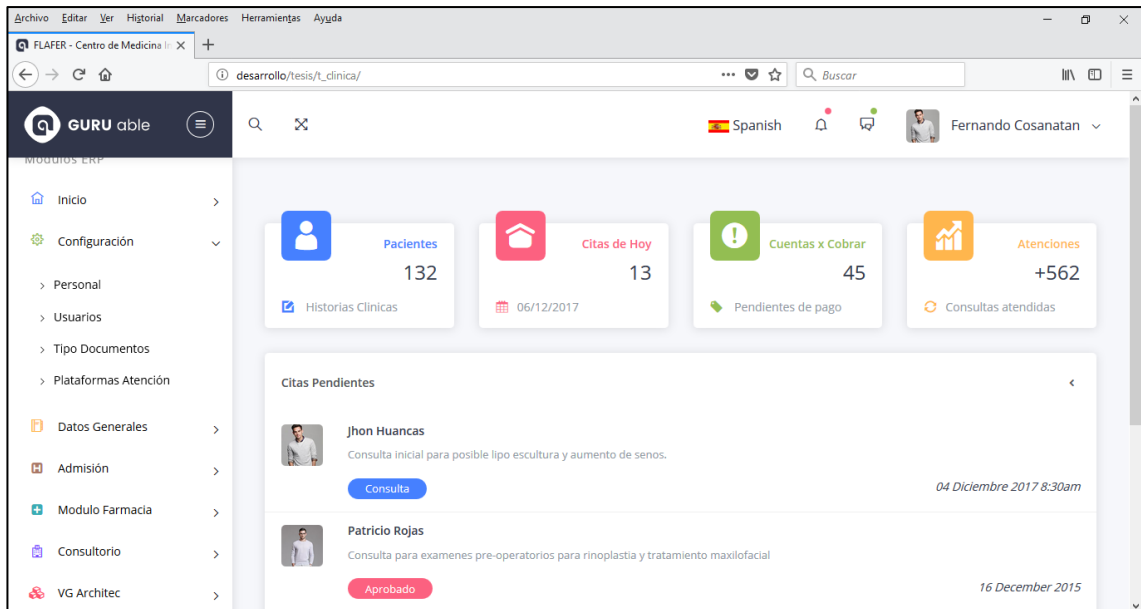 Archivo Editar Ver Historial Marcadores Herramientas Ayuda
FLAFER - Centro de Medicina
desarrollo/tesis/t_clinica/
Buscar
GURU able
Spanish
Fernando Cosanatan
Modulos ERP
Inicio
Configuración
Personal
Usuarios
Tipo Documentos
Plataformas Atención
Datos Generales
Admisión
Modulo Farmacia
Consultorio
VG Architec
Pacientes
132
Historias Clinicas
Citas de Hoy
13
06/12/2017
Cuentas x Cobrar
45
Pendientes de pago
Atenciones
+562
Consultas atendidas
Citas Pendientes
Jhon Huancas
Consulta inicial para posible lipo escultura y aumento de senos.
Consulta
04 Diciembre 2017 8:30am
Patricio Rojas
Consulta para examenes pre-operatorios para rinoplastia y tratamiento maxilofacial
Aprobado
16 December 2015